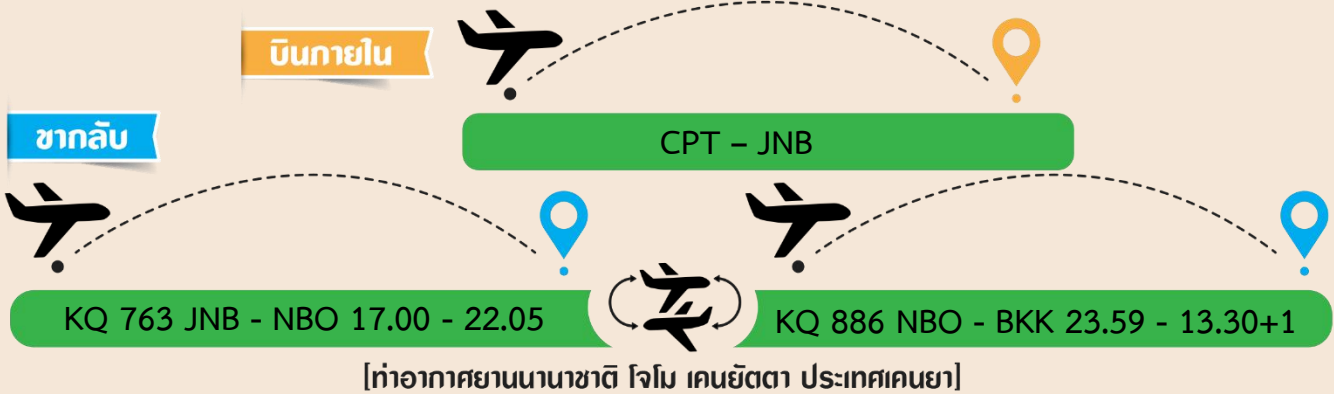 บินภายใน
CPT – JNB
ขากลับ
KQ 763 JNB - NBO 17.00 - 22.05
KQ 886 NBO - BKK 23.59 - 13.30+1
[ท่าอากาศยานนานาชาติ โจโม เคนยัตตา ประเทศเคนยา]